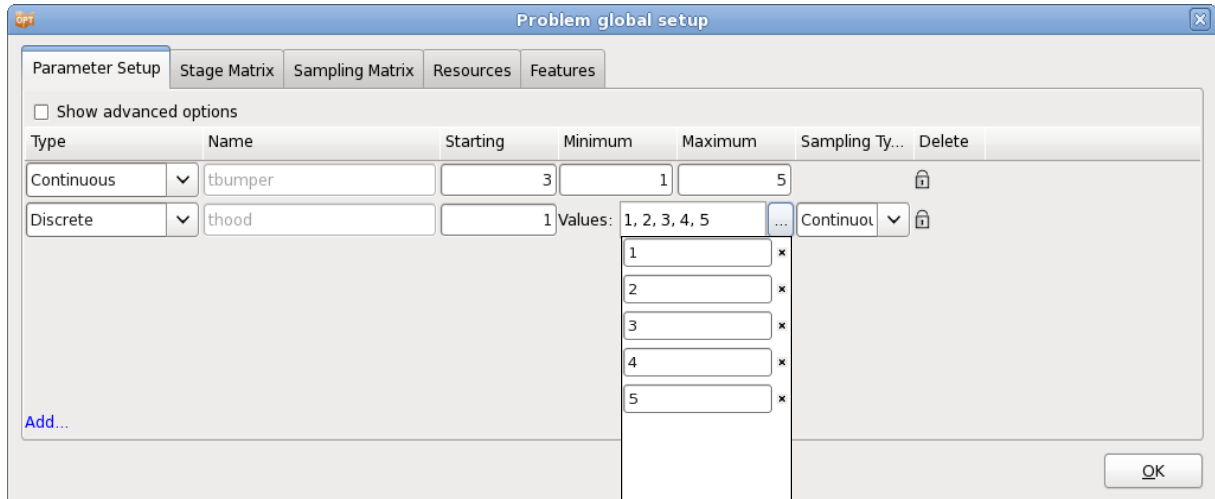 OPT Problem global setup
Parameter Setup Stage Matrix Sampling Matrix Resources Features
Show advanced options
Type Name Starting Minimum Maximum Sampling Ty... Delete
Continuous tbumper 3 1 5
Discrete thood 1 Values: 1, 2, 3, 4, 5 ... Continuou
1
2
3
4
5
Add...
OK